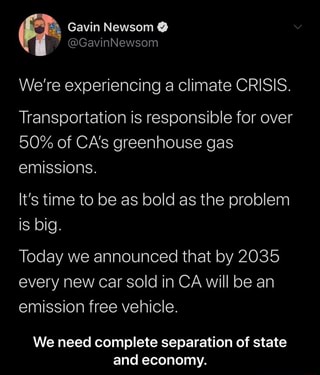 Gavin Newsom
@GavinNewsom
We're experiencing a climate CRISIS.
Transportation is responsible for over
50% of CA's greenhouse gas
emissions.
It's time to be as bold as the problem
is big.
Today we announced that by 2035
every new car sold in CA will be an
emission free vehicle.
We need complete separation of state
and economy.